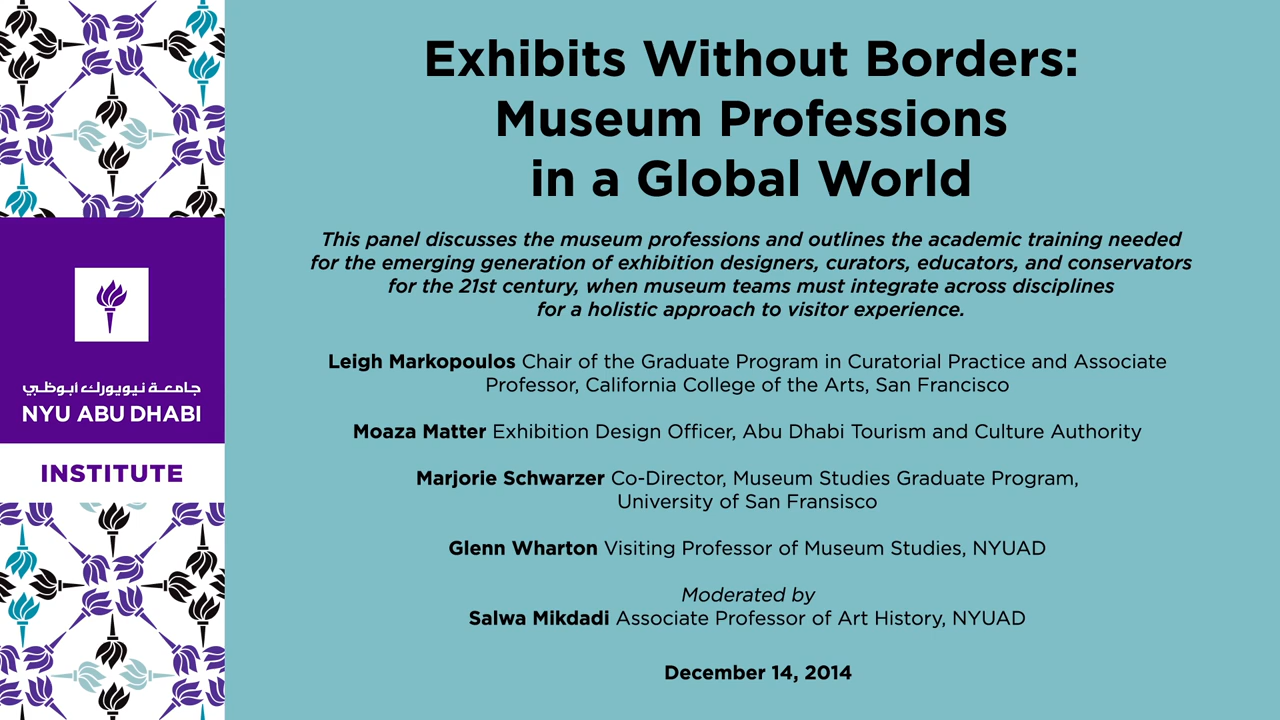 Exhibits Without Borders:
Museum Professions
in a Global World
This panel discusses the museum professions and outlines the academic training needed
for the emerging generation of exhibition designers, curators, educators, and conservators
for the 21st century, when museum teams must integrate across disciplines
for a holistic approach to visitor experience.
Leigh Markopoulos Chair of the Graduate Program in Curatorial Practice and Associate
Professor, California College of the Arts, San Francisco
Moaza Matter Exhibition Design Officer, Abu Dhabi Tourism and Culture Authority
Marjorie Schwarzer Co-Director, Museum Studies Graduate Program,
University of San Fransisco
Glenn Wharton Visiting Professor of Museum Studies, NYUAD
Moderated by
Salwa Mikdadi Associate Professor of Art History, NYUAD
December 14, 2014
جامعة نيويورك أبوظبي
NYU ABU DHABI
INSTITUTE